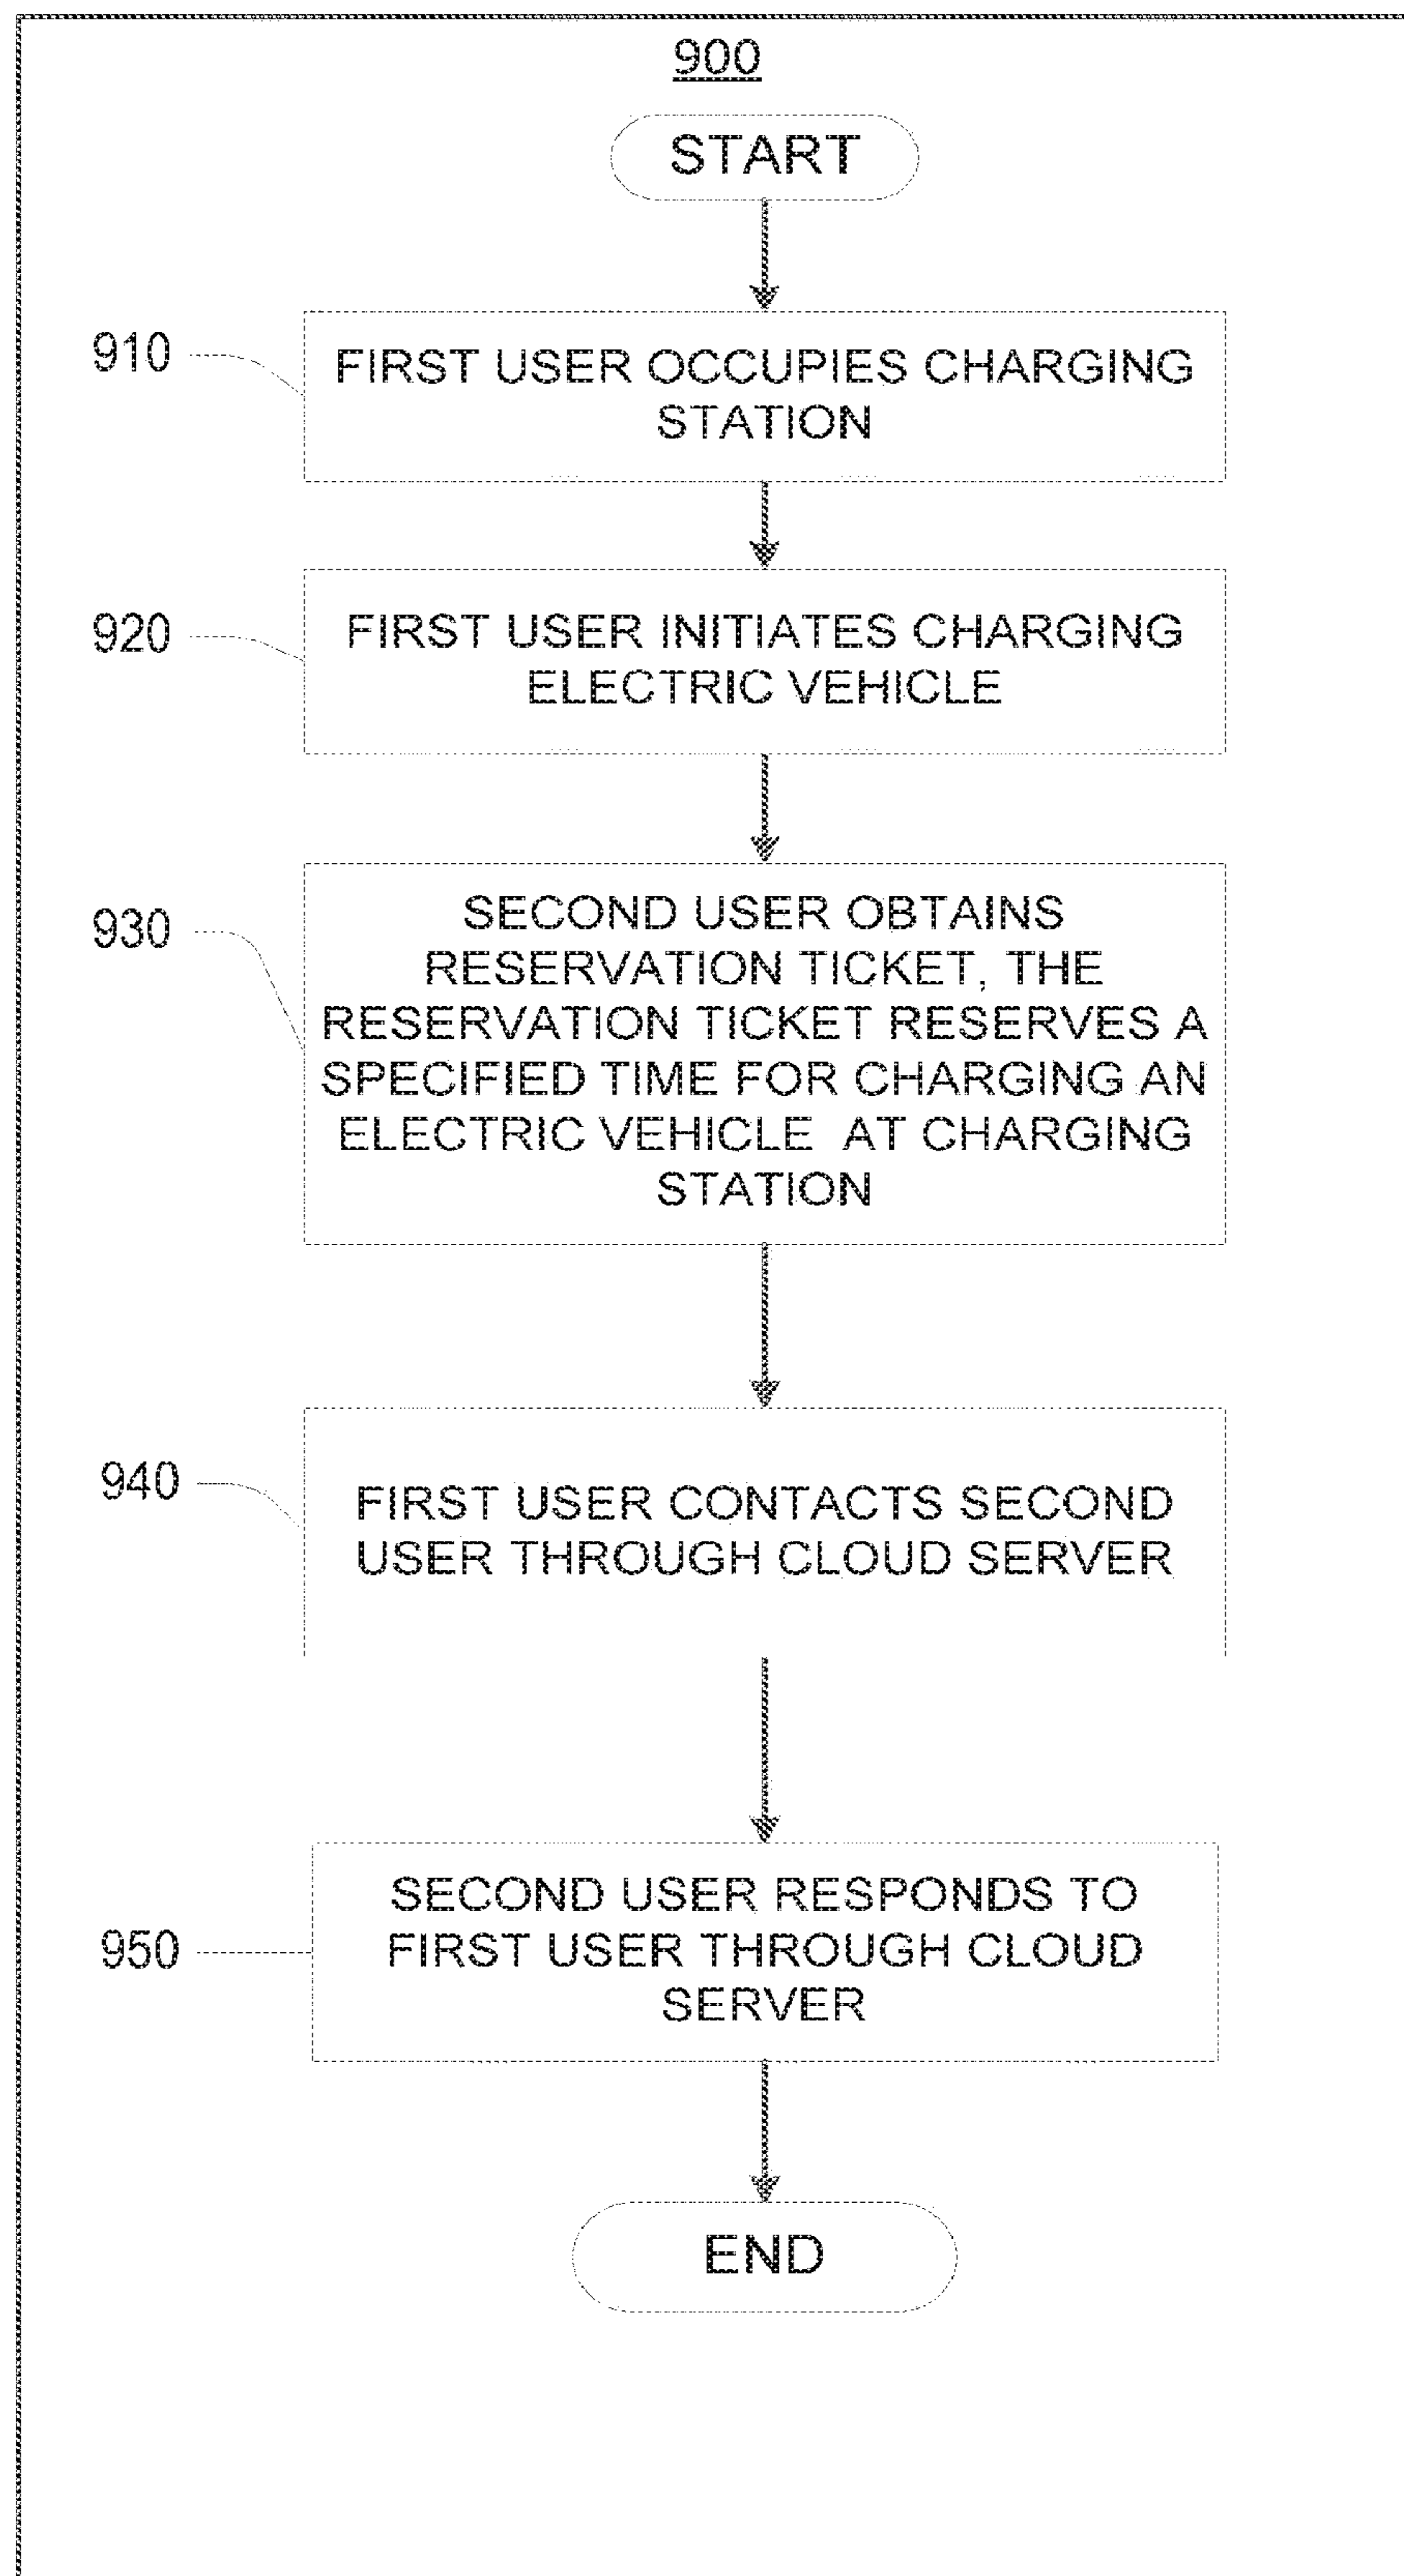 900
START
910
FIRST USER OCCUPIES CHARGING
STATION
920
FIRST USER INITIATES CHARGING
ELECTRIC VEHICLE
930
SECOND USER OBTAINS
RESERVATION TICKET, THE
RESERVATION TICKET RESERVES A
SPECIFIED TIME FOR CHARGING AN
ELECTRIC VEHICLE AT CHARGING
STATION
940
FIRST USER CONTACTS SECOND
USER THROUGH CLOUD SERVER
950
SECOND USER RESPONDS TO
FIRST USER THROUGH CLOUD
SERVER
END